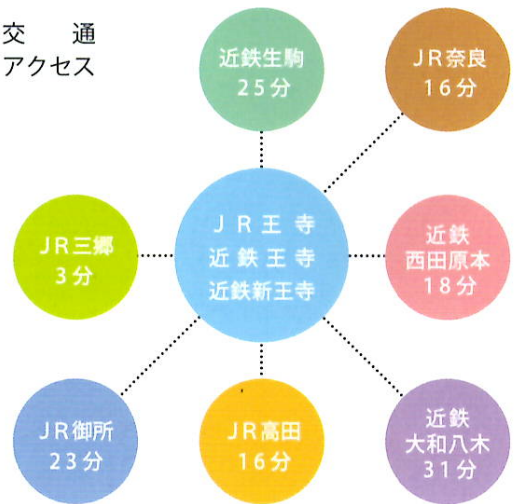 交　通
アクセス
近鉄生駒
25分
JR奈良
16分
JR王寺
近鉄王寺
近鉄新王寺
JR三郷
3分
近鉄
西田原本
18分
JR御所
23分
JR高田
16分
近鉄
大和八木
31分